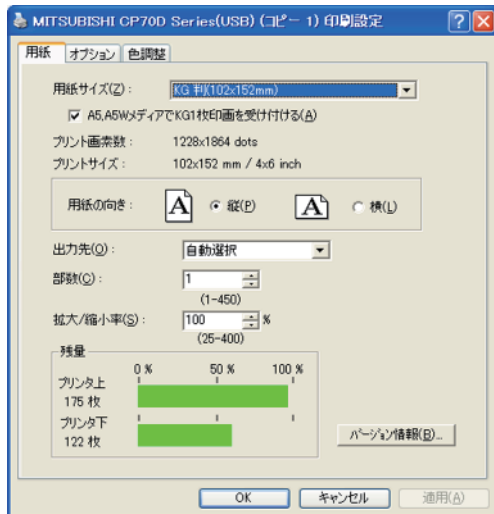 MITSUBISHI CP70D Series(USB) (コピー 1) 印刷設定
用紙 オプション 色調整
用紙サイズ(Z): KG 判(102x152mm)
A5,A5WメディアでKG1枚印画を受け付ける(A)
プリント画素数: 1228x1864 dots
プリントサイズ: 102x152 mm / 4x6 inch
用紙の向き: A 縦(P) A 横(L)
出力先(O): 自動選択
部数(C): 1
(1-450)
拡大/縮小率(S): 100 %
(25-400)
残量
0 % 50 % 100 %
プリンタ上
175 枚
プリンタ下
122 枚
バージョン情報(B)...
OK キャンセル 適用(A)